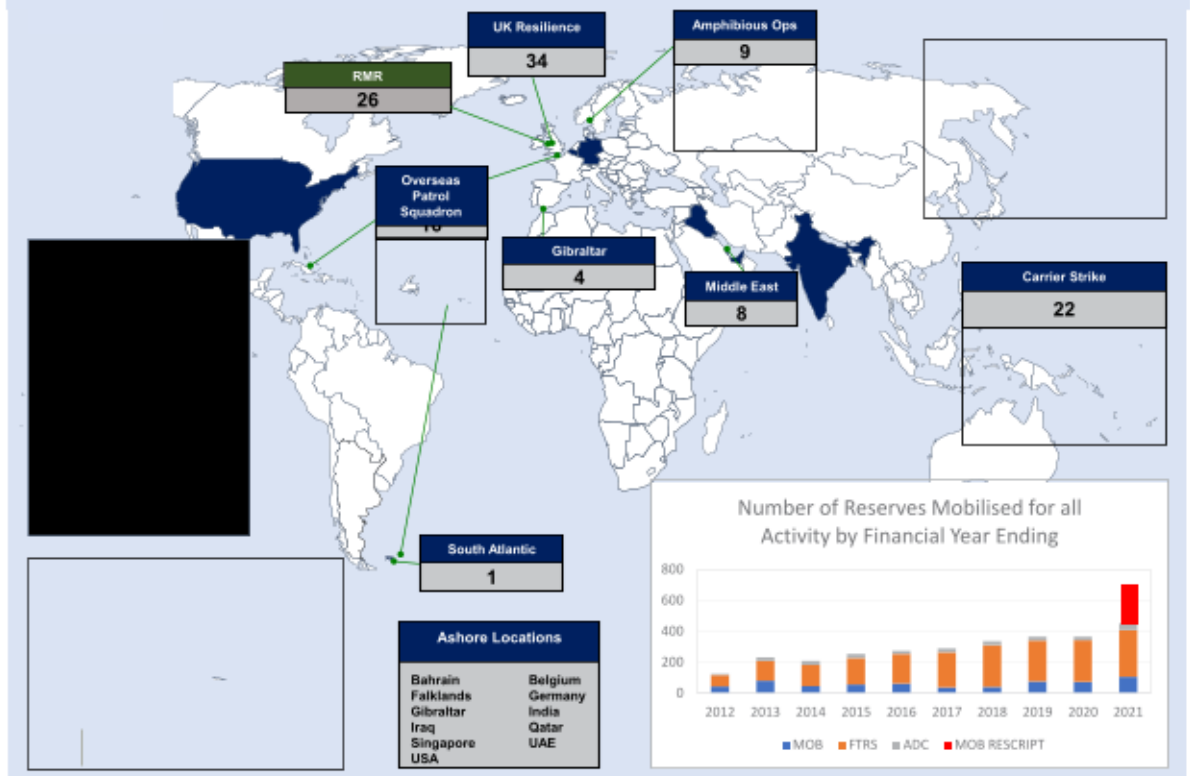 UK Resilience
34
Amphibious Ops
9
RMR
26
Overseas
Patrol
Squadron
Gibraltar
4
Middle East
8
Carrier Strike
22
South Atlantic
1
Ashore Locations
Bahrain Belgium
Falklands Germany
Gibraltar India
Iraq Qatar
Singapore UAE
USA
Number of Reserves Mobilised for all
Activity by Financial Year Ending
800
600
400
200
0
2012 2013 2014 2015 2016 2017 2018 2019 2020 2021
MOB FTRS ADC MOB RESCRIPT